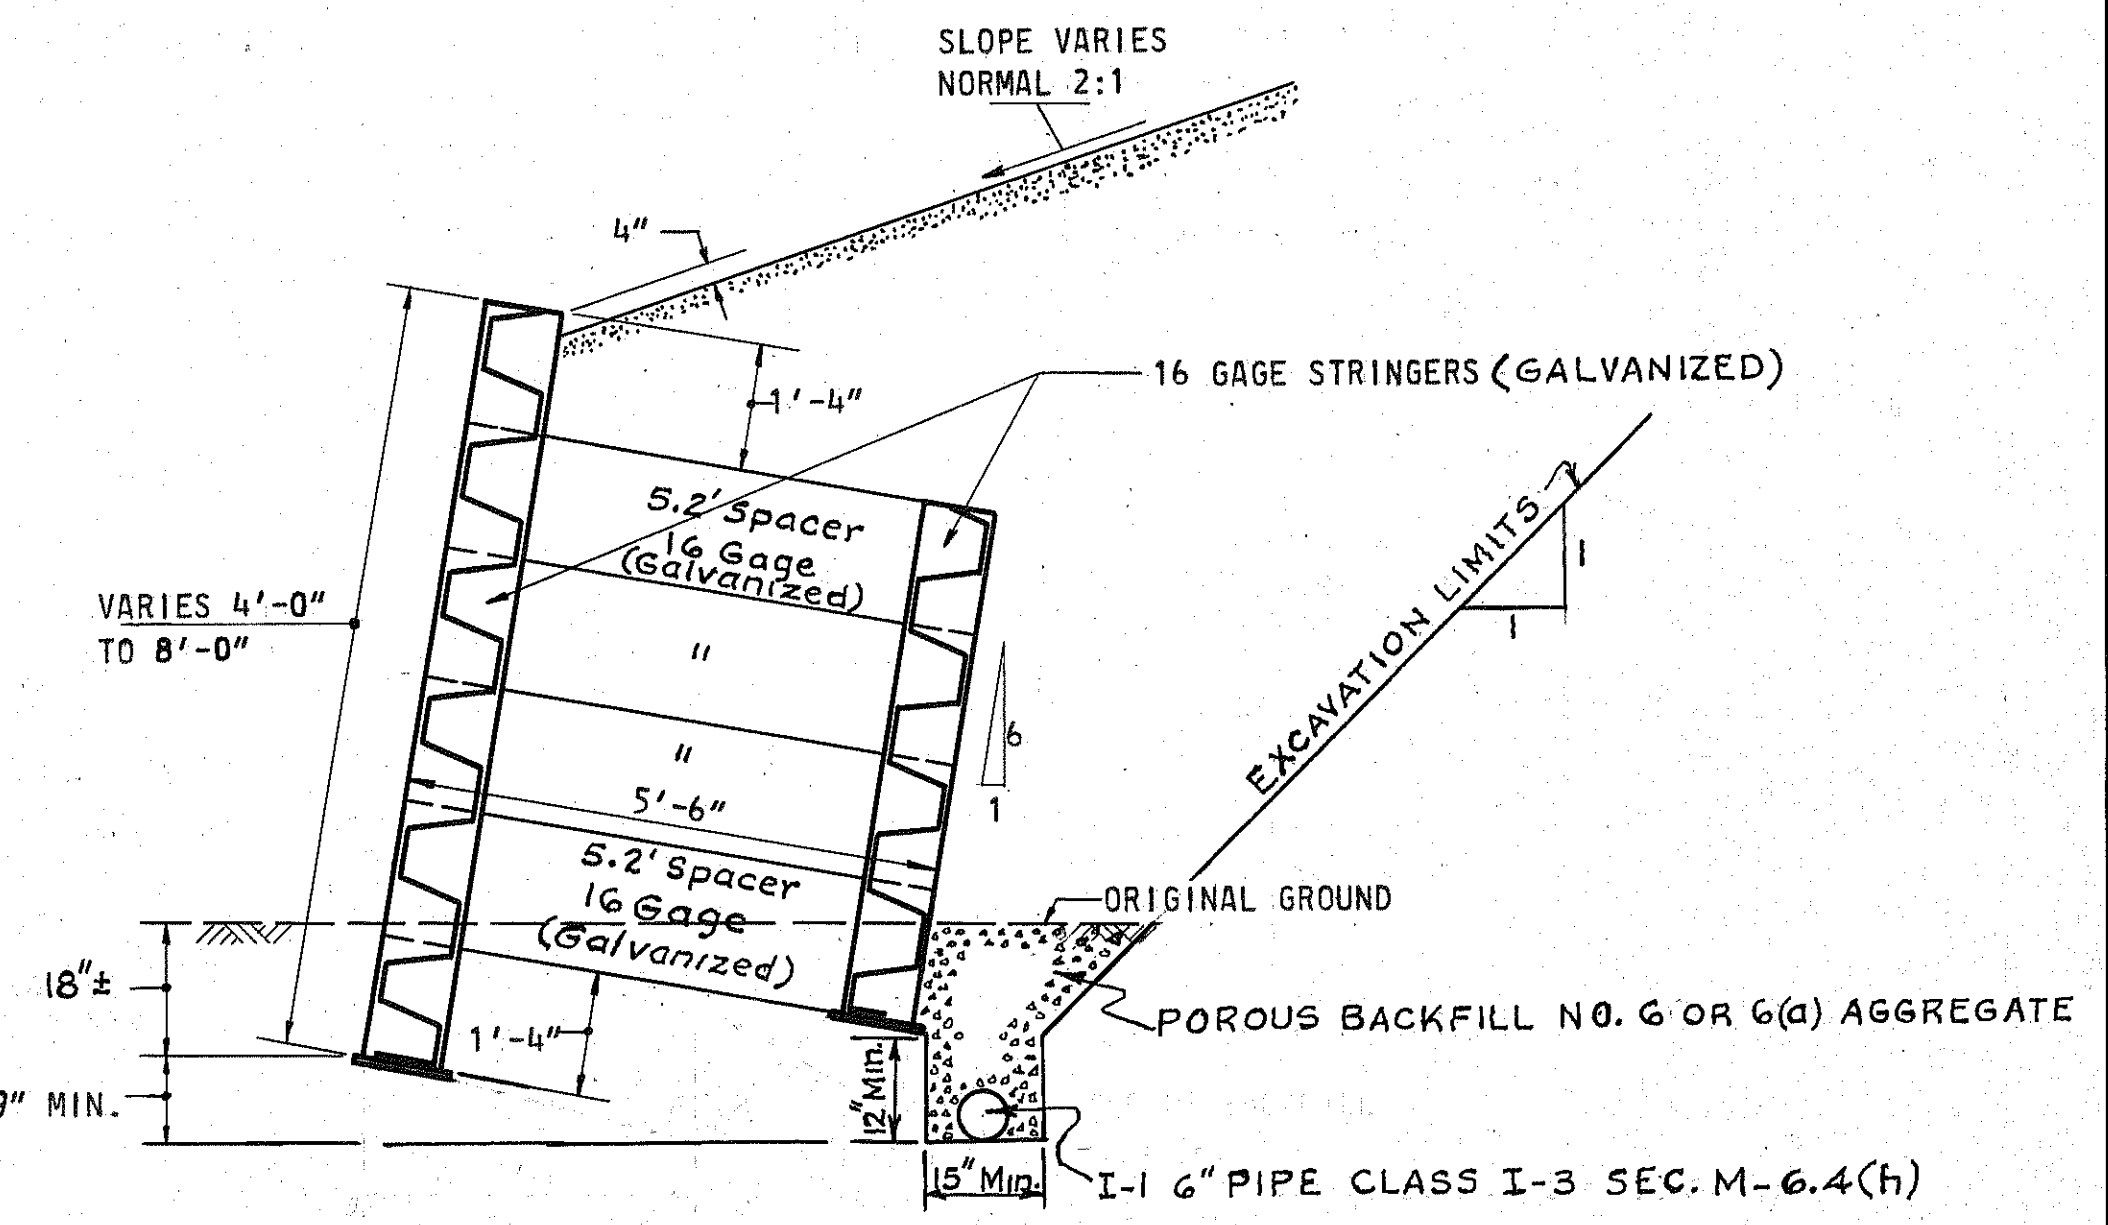 SLOPE VARIES
NORMAL 2:1
4"
1'-4"
16 GAGE STRINGERS (GALVANIZED)
5.2' Spacer
16 Gage
(Galvanized)
VARIES 4'-0"
TO 8'-0"
"
"
5'-6"
6
1
EXCAVATION LIMITS
1
1
5.2' Spacer
16 Gage
(Galvanized)
ORIGINAL GROUND
18"±
1'-4"
POROUS BACKFILL NO. 6 OR 6(a) AGGREGATE
" MIN.
12" Min.
15" Min.
I-1 6" PIPE CLASS I-3 SEC. M-6.4(h)